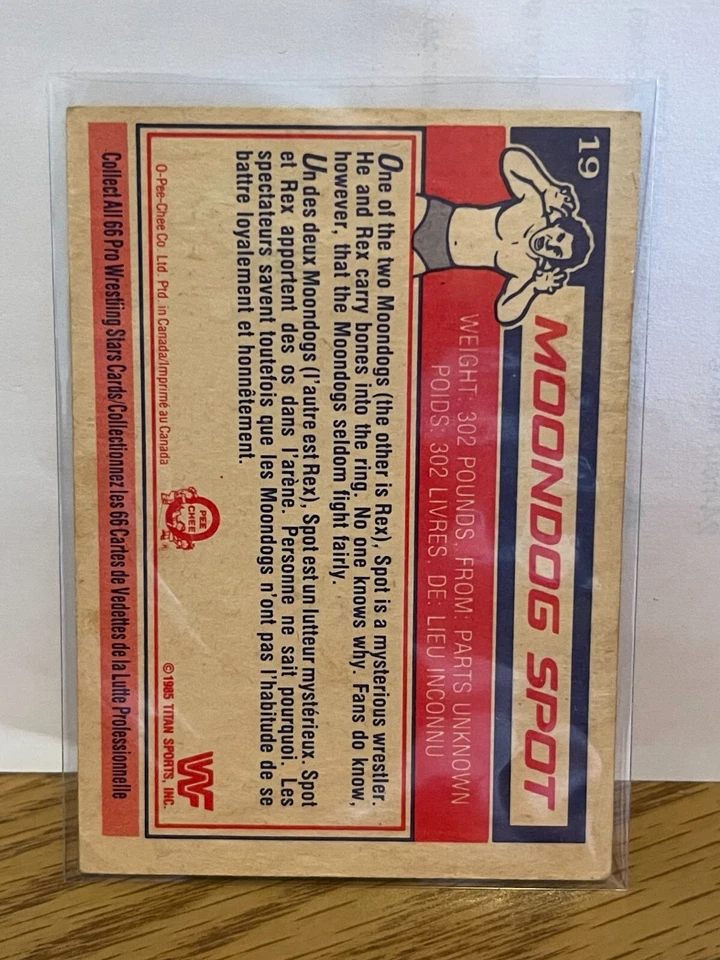 19
MOONDOG SPOT
WEIGHT: 302 POUNDS, FROM: PARTS UNKNOWN
POIDS: 302 LIVRES, DE: LIEU INCONNU
One of the two Moondogs (the other is Rex), Spot is a mysterious wrestler.
He and Rex carry bones into the ring. No one knows why. Fans do know,
however, that the Moondogs seldom fight fairly.
Un des deux Moondogs (l'autre est Rex), Spot est un lutteur mystérieux. Spot
et Rex apportent des os dans l'arène. Personne ne sait pourquoi. Les
spectateurs savent toutefois que les Moondogs n'ont pas l'habitude de se
battre loyalement et honnêtement.
O-Pee-Chee Co. Ltd. Ptd. in Canada/Imprimé au Canada
O
PEE
CHEE
©1985 TITAN SPORTS, INC.
WF
Collect All 66 Pro Wrestling Stars Cards/Collectionnez les 66 Cartes de Vedettes de la Lutte Professionnelle